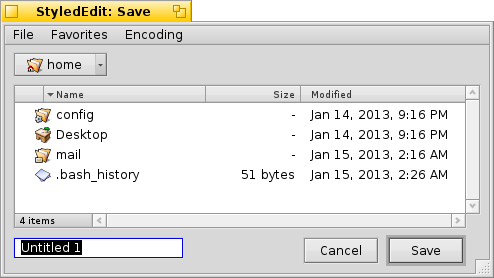 StyledEdit: Save
File Favorites Encoding
home
Name Size Modified
config - Jan 14, 2013, 9:16 PM
Desktop - Jan 14, 2013, 9:16 PM
mail - Jan 15, 2013, 2:16 AM
.bash_history 51 bytes Jan 15, 2013, 2:26 AM
4 items
Untitled 1 Cancel Save